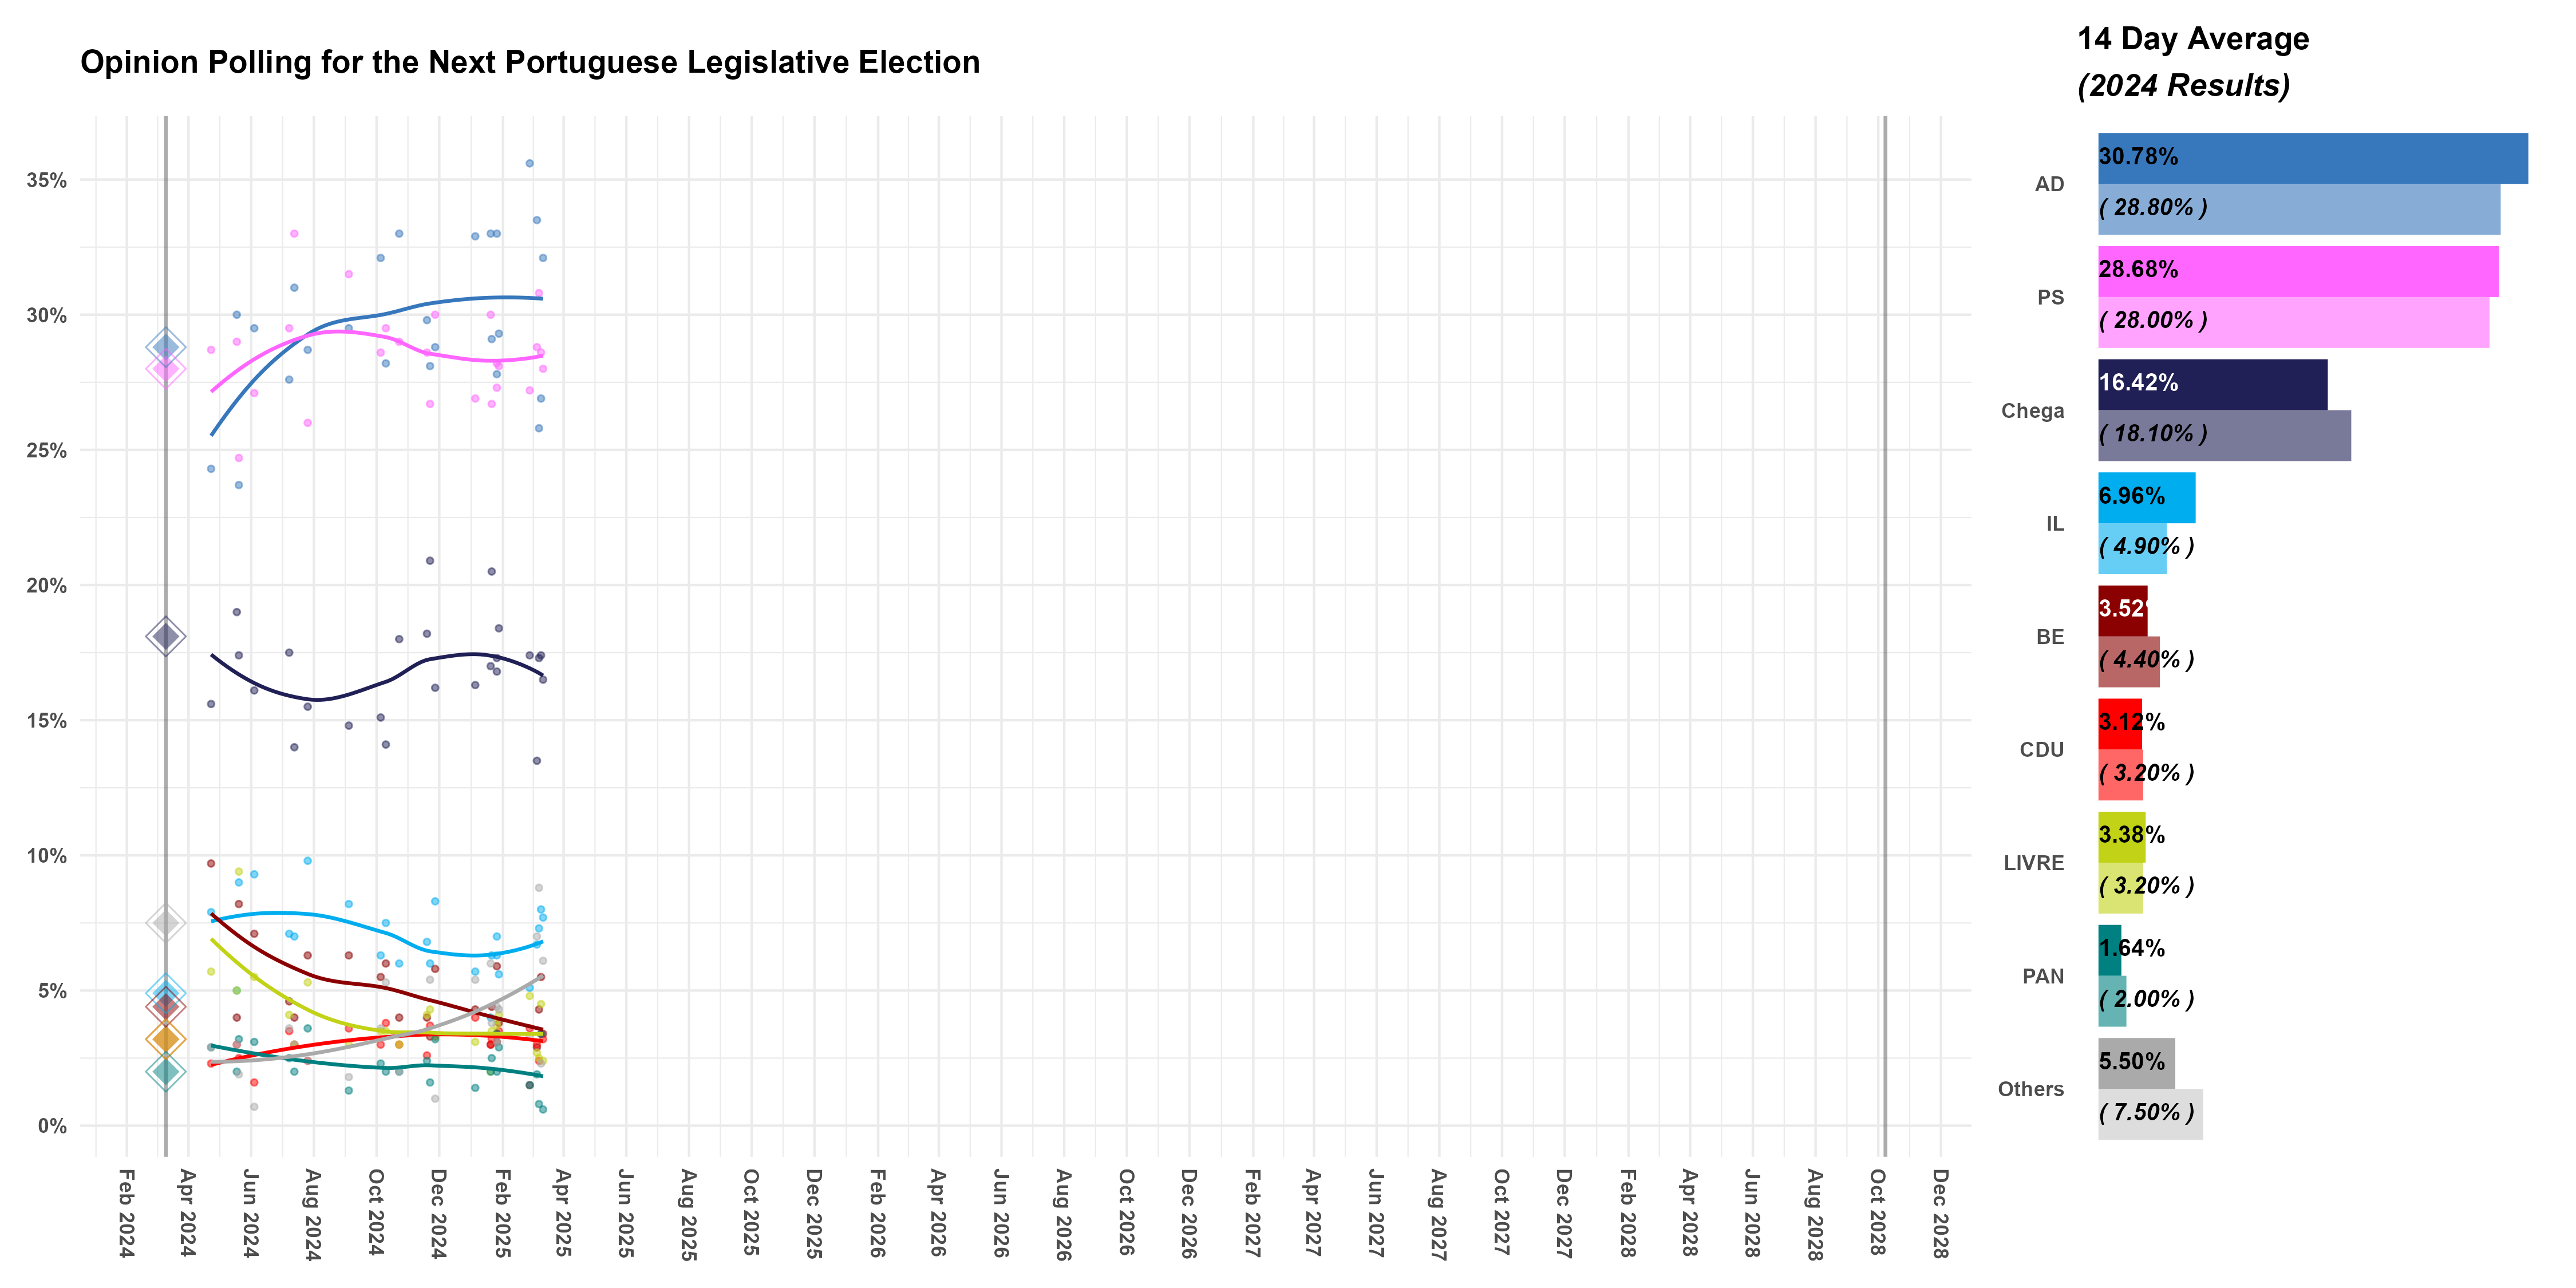 Opinion Polling for the Next Portuguese Legislative Election
35%
30%
25%
20%
15%
10%
5%
0%
Feb 2024
Apr 2024
Jun 2024
Aug 2024
Oct 2024
Dec 2024
Feb 2025
Apr 2025
Jun 2025
Aug 2025
Oct 2025
Dec 2025
Feb 2026
Apr 2026
Jun 2026
Aug 2026
Oct 2026
Dec 2026
Feb 2027
Apr 2027
Jun 2027
Aug 2027
Oct 2027
Dec 2027
Feb 2028
Apr 2028
Jun 2028
Aug 2028
Oct 2028
Dec 2028
14 Day Average
(2024 Results)
AD
30.78%
( 28.80% )
PS
28.68%
( 28.00% )
Chega
16.42%
( 18.10% )
IL
6.96%
( 4.90% )
BE
3.52%
( 4.40% )
CDU
3.12%
( 3.20% )
LIVRE
3.38%
( 3.20% )
PAN
1.64%
( 2.00% )
Others
5.50%
( 7.50% )